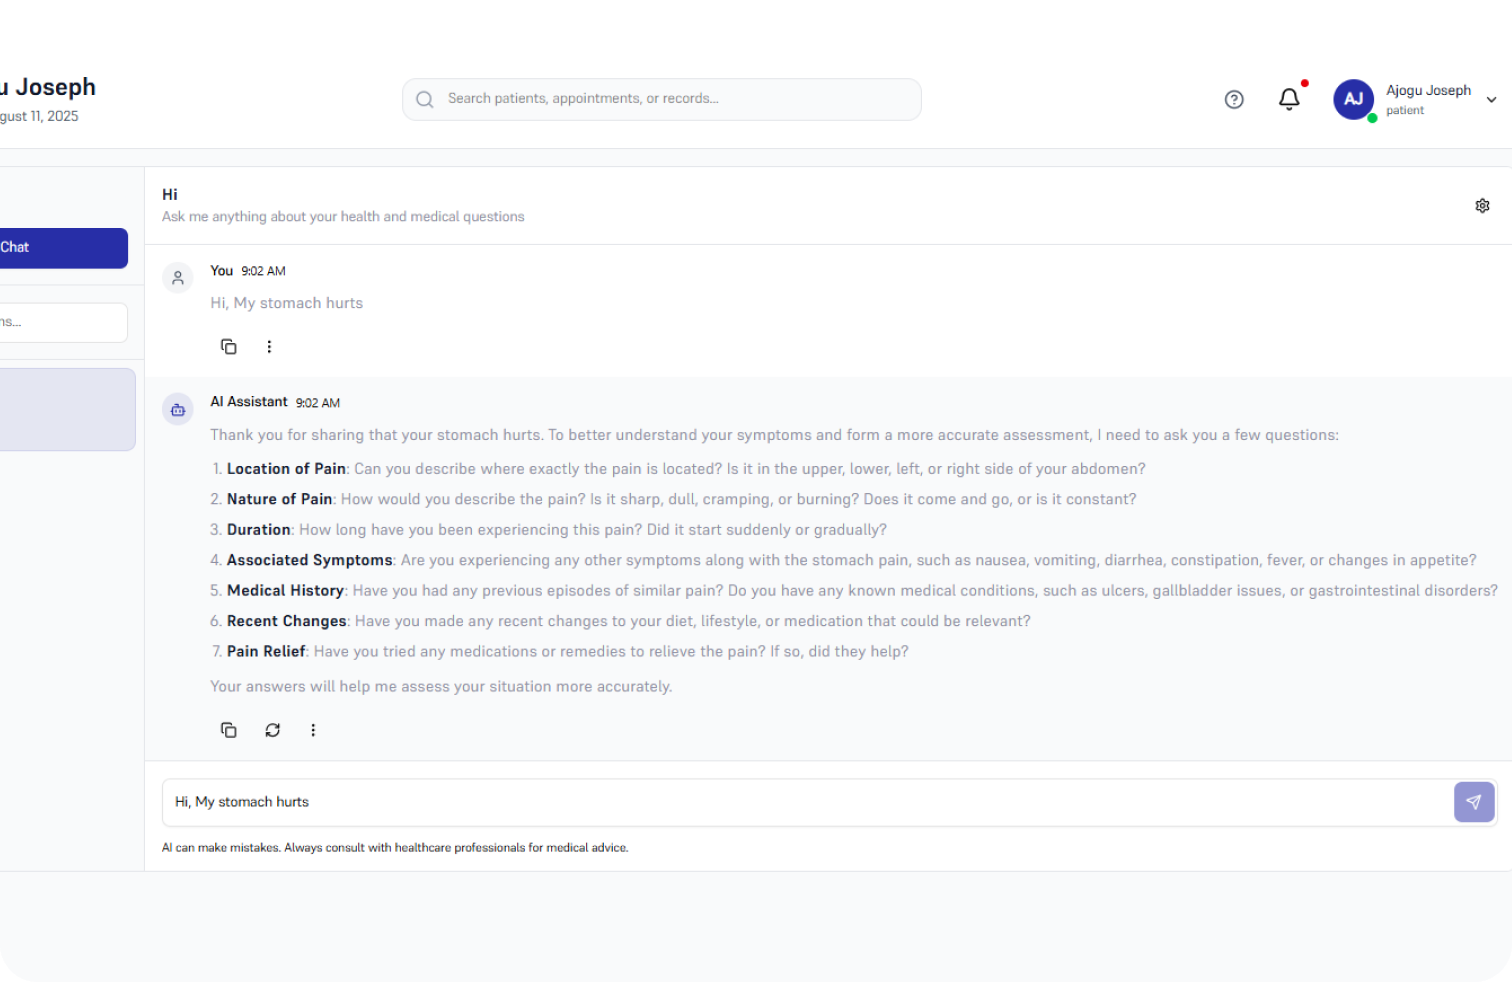 u Joseph
gust 11, 2025
Search patients, appointments, or records...
AJ
Ajogu Joseph
patient
Chat
ns...
Hi
Ask me anything about your health and medical questions
You 9:02 AM
Hi, My stomach hurts
AI Assistant 9:02 AM
Thank you for sharing that your stomach hurts. To better understand your symptoms and form a more accurate assessment, I need to ask you a few questions:
1. Location of Pain: Can you describe where exactly the pain is located? Is it in the upper, lower, left, or right side of your abdomen?
2. Nature of Pain: How would you describe the pain? Is it sharp, dull, cramping, or burning? Does it come and go, or is it constant?
3. Duration: How long have you been experiencing this pain? Did it start suddenly or gradually?
4. Associated Symptoms: Are you experiencing any other symptoms along with the stomach pain, such as nausea, vomiting, diarrhea, constipation, fever, or changes in appetite?
5. Medical History: Have you had any previous episodes of similar pain? Do you have any known medical conditions, such as ulcers, gallbladder issues, or gastrointestinal disorders?
6. Recent Changes: Have you made any recent changes to your diet, lifestyle, or medication that could be relevant?
7. Pain Relief: Have you tried any medications or remedies to relieve the pain? If so, did they help?
Your answers will help me assess your situation more accurately.
Hi, My stomach hurts
AI can make mistakes. Always consult with healthcare professionals for medical advice.